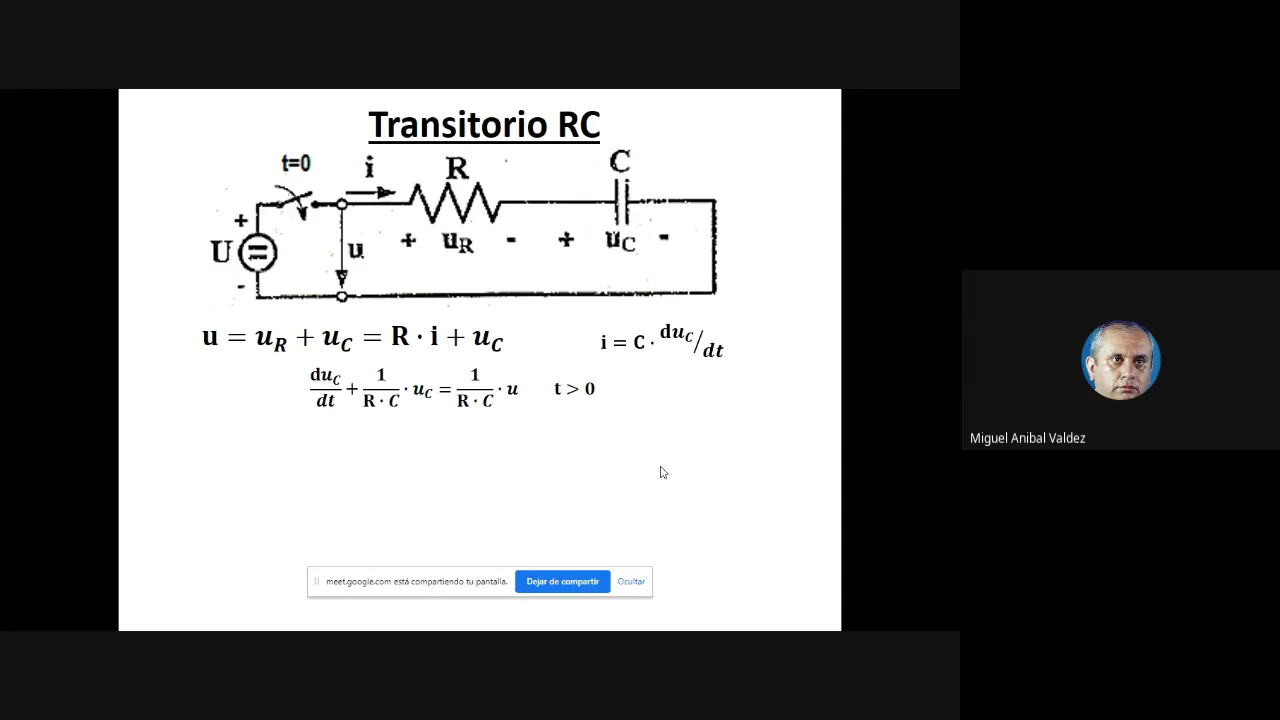 Transitorio RC
t=0 i R C
+ U = -
u
+ uR - + uC -
u = uR + uC = R · i + uC
i = C · duC/dt
duC/dt + 1/R · C · uC = 1/R · C · u t > 0
Miguel Anibal Valdez
meet.google.com está compartiendo tu pantalla. Dejar de compartir Ocultar